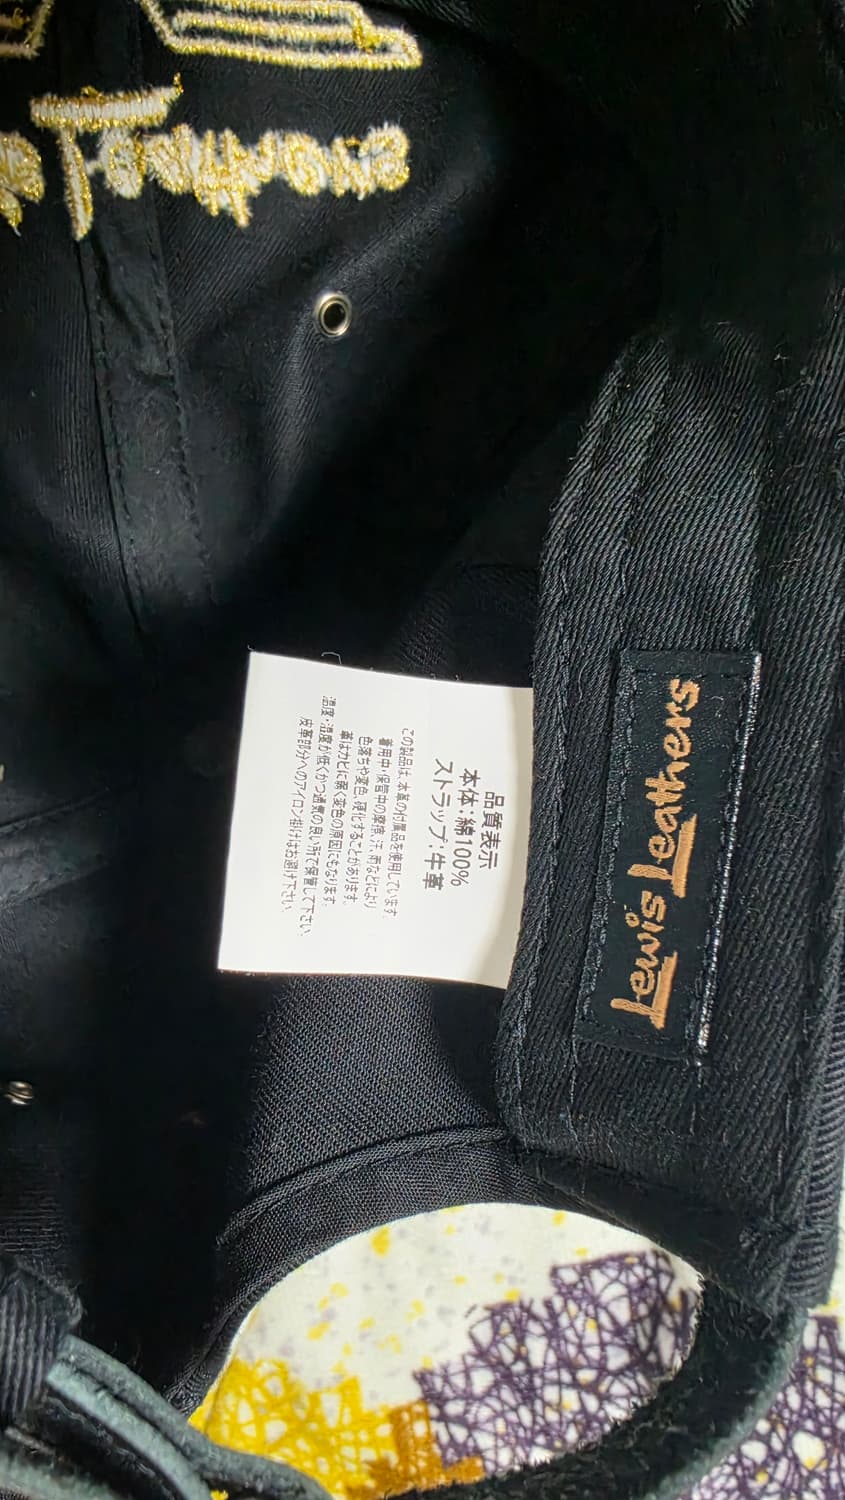 品質表示
本体：綿100%
ストラップ：牛革
この製品は、本革の付属品を使用しています。
着用中・保管中の摩擦、汗、雨などにより
色落ちや変色、硬化することがあります。
革はカビに弱く変色の原因にもなります。
温度・湿度が低くかつ通気の良い所で保管して下さい。
皮革部分へのアイロン掛けはお避け下さい。
Lewis Leathers